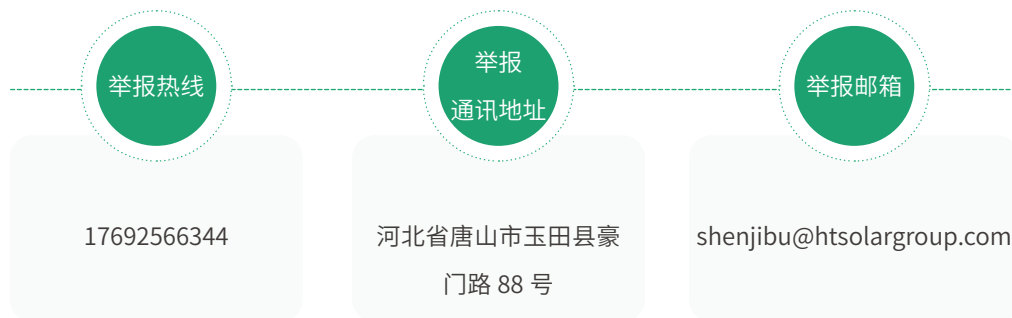 举报热线
17692566344
举报
通讯地址
河北省唐山市玉田县豪
门路 88 号
举报邮箱
shenjibu@htsolargroup.com